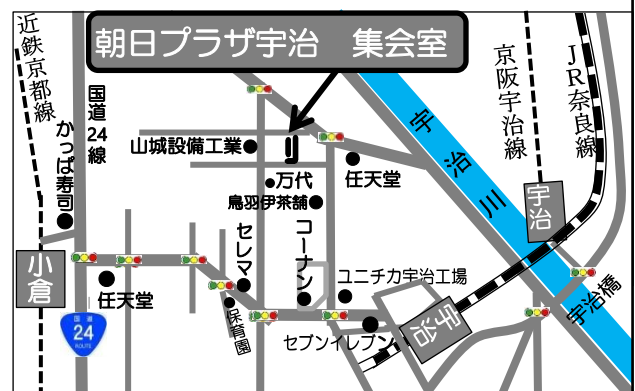 朝日プラザ宇治　集会室
近鉄京都線
国道24線
かっぱ寿司
山城設備工業
万代
鳥羽伊茶舗
任天堂
京阪宇治線
JR奈良線
宇治川
宇治
小倉
任天堂
セレマ
コーナン
ユニチカ宇治工場
保育園
セブンイレブン
宇治
宇治橋
国道
24
ROUTE